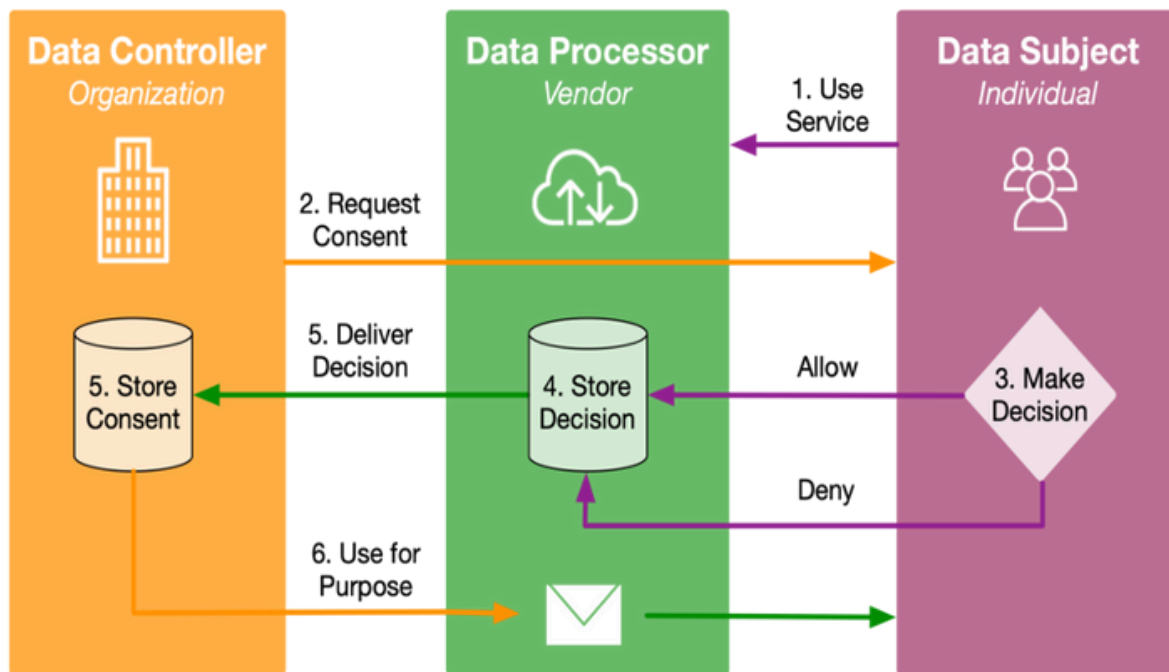 Data Controller
Organization
Data Processor
Vendor
Data Subject
Individual
1. Use
Service
2. Request
Consent
5. Deliver
Decision
Allow
5. Store
Consent
4. Store
Decision
3. Make
Decision
Deny
6. Use for
Purpose